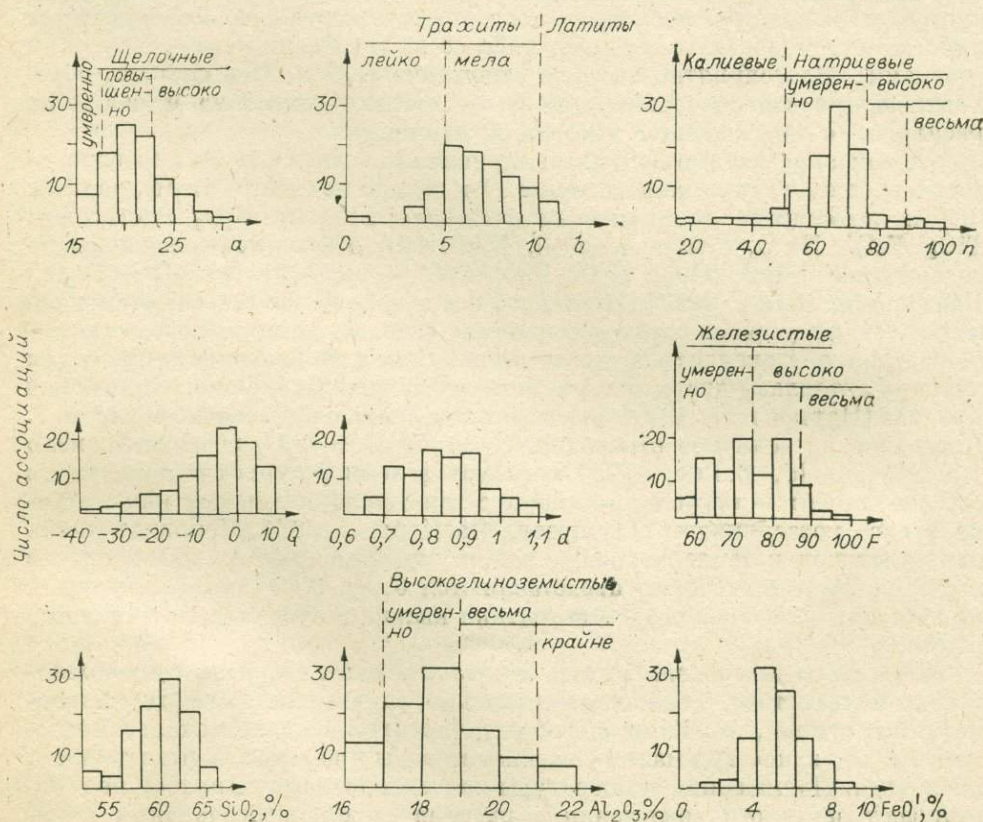 Число ассоциаций
Щелочные
умеренно
повы-
шен-
но
высоко
30
10
15 25 a
Трахиты Латиты
лейко мела
30
10
0 5 10 a
Калиевые Натриевые
умерен-
но
высоко
весьма
30
10
20 40 60 80 100 n
20
10
-40 -30 -20 -10 0 10 Q
20
10
0,6 0,7 0,8 0,9 1 1,1 d
Железистые
умерен-
но
высоко
весьма
20
10
60 70 80 90 100 F
30
10
55 60 65 SiO₂,%
Высокоглиноземистые
умерен-
но
весьма
крайне
30
10
16 18 20 22 Al₂O₃,%
30
10
0 4 8 10 FeO',%